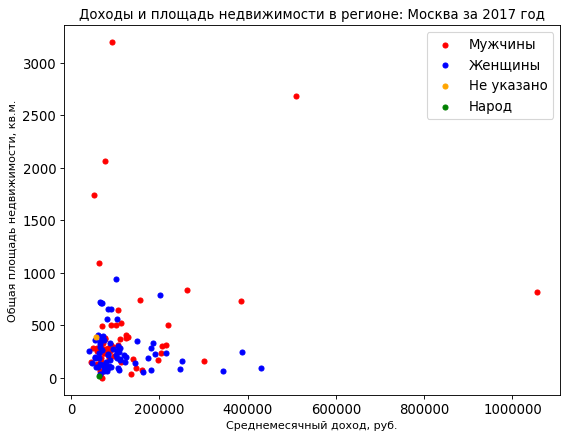 Доходы и площадь недвижимости в регионе: Москва за 2017 год
Мужчины
Женщины
Не указано
Народ
Общая площадь недвижимости, кв.м.
3000
2500
2000
1500
1000
500
0
0 200000 400000 600000 800000 1000000
Среднемесячный доход, руб.